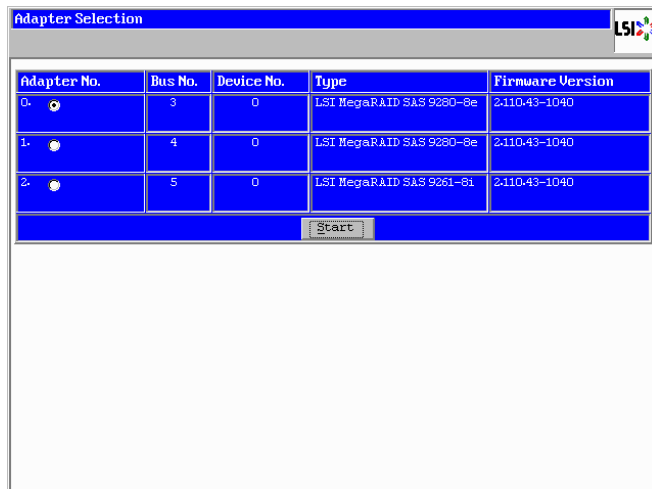 Adapter Selection
LSI
Adapter No. Bus No. Device No. Type Firmware Version
0. 3 0 LSI MegaRAID SAS 9280-8e 2.110.43-1040
1. 4 0 LSI MegaRAID SAS 9280-8e 2.110.43-1040
2. 5 0 LSI MegaRAID SAS 9261-8i 2.110.43-1040
Start